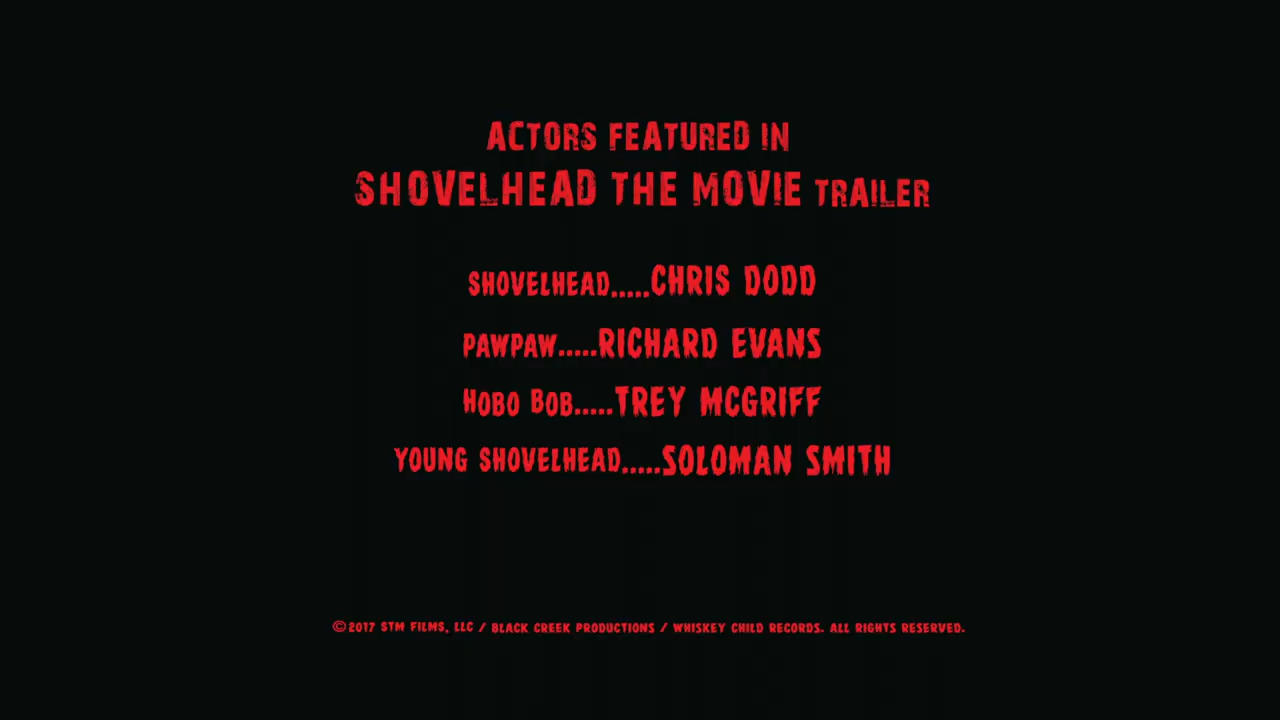 ACTORS FEATURED IN
SHOVELHEAD THE MOVIE TRAILER
SHOVELHEAD.....CHRIS DODD
PAWPAW.....RICHARD EVANS
HOBO BOB.....TREY MCGRIFF
YOUNG SHOVELHEAD.....SOLOMAN SMITH
©2017 STM FILMS, LLC / BLACK CREEK PRODUCTIONS / WHISKEY CHILD RECORDS. ALL RIGHTS RESERVED.